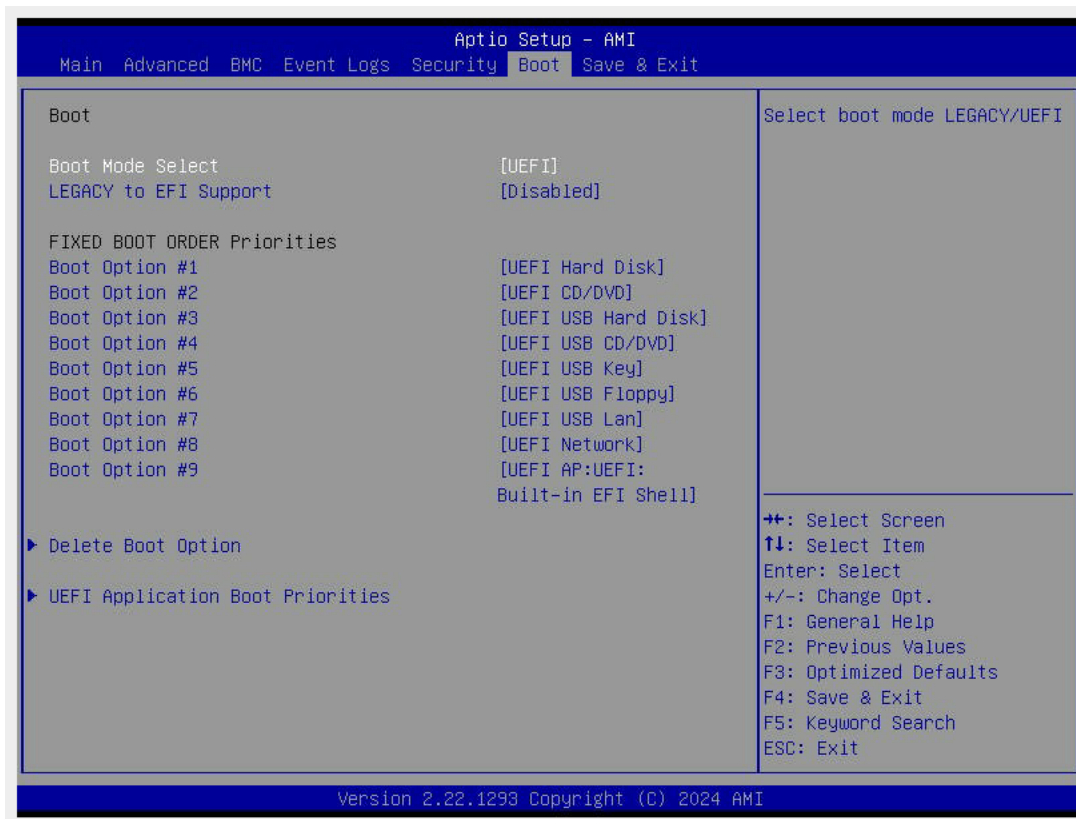 Aptio Setup - AMI
Main Advanced BMC Event Logs Security Boot Save & Exit
Boot
Boot Mode Select [UEFI]
LEGACY to EFI Support [Disabled]
FIXED BOOT ORDER Priorities
Boot Option #1 [UEFI Hard Disk]
Boot Option #2 [UEFI CD/DVD]
Boot Option #3 [UEFI USB Hard Disk]
Boot Option #4 [UEFI USB CD/DVD]
Boot Option #5 [UEFI USB Key]
Boot Option #6 [UEFI USB Floppy]
Boot Option #7 [UEFI USB Lan]
Boot Option #8 [UEFI Network]
Boot Option #9 [UEFI AP:UEFI:
Built-in EFI Shell]
Delete Boot Option
UEFI Application Boot Priorities
Select boot mode LEGACY/UEFI
→←: Select Screen
↑↓: Select Item
Enter: Select
+/-: Change Opt.
F1: General Help
F2: Previous Values
F3: Optimized Defaults
F4: Save & Exit
F5: Keyword Search
ESC: Exit
Version 2.22.1293 Copyright (C) 2024 AMI